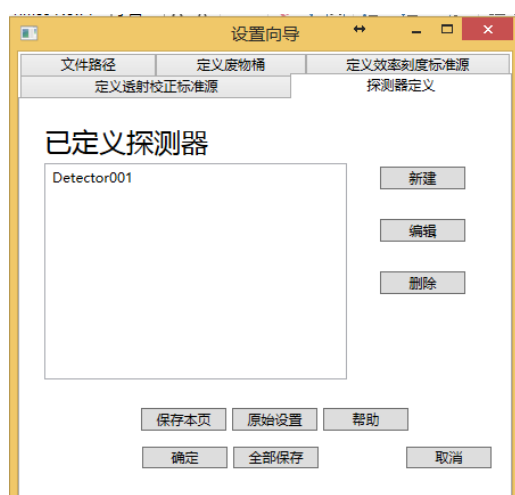 设置向导
文件路径 定义废物桶 定义效率刻度标准源
定义透射校正标准源 探测器定义
已定义探测器
Detector001
新建
编辑
删除
保存本页 原始设置 帮助
确定 全部保存 取消